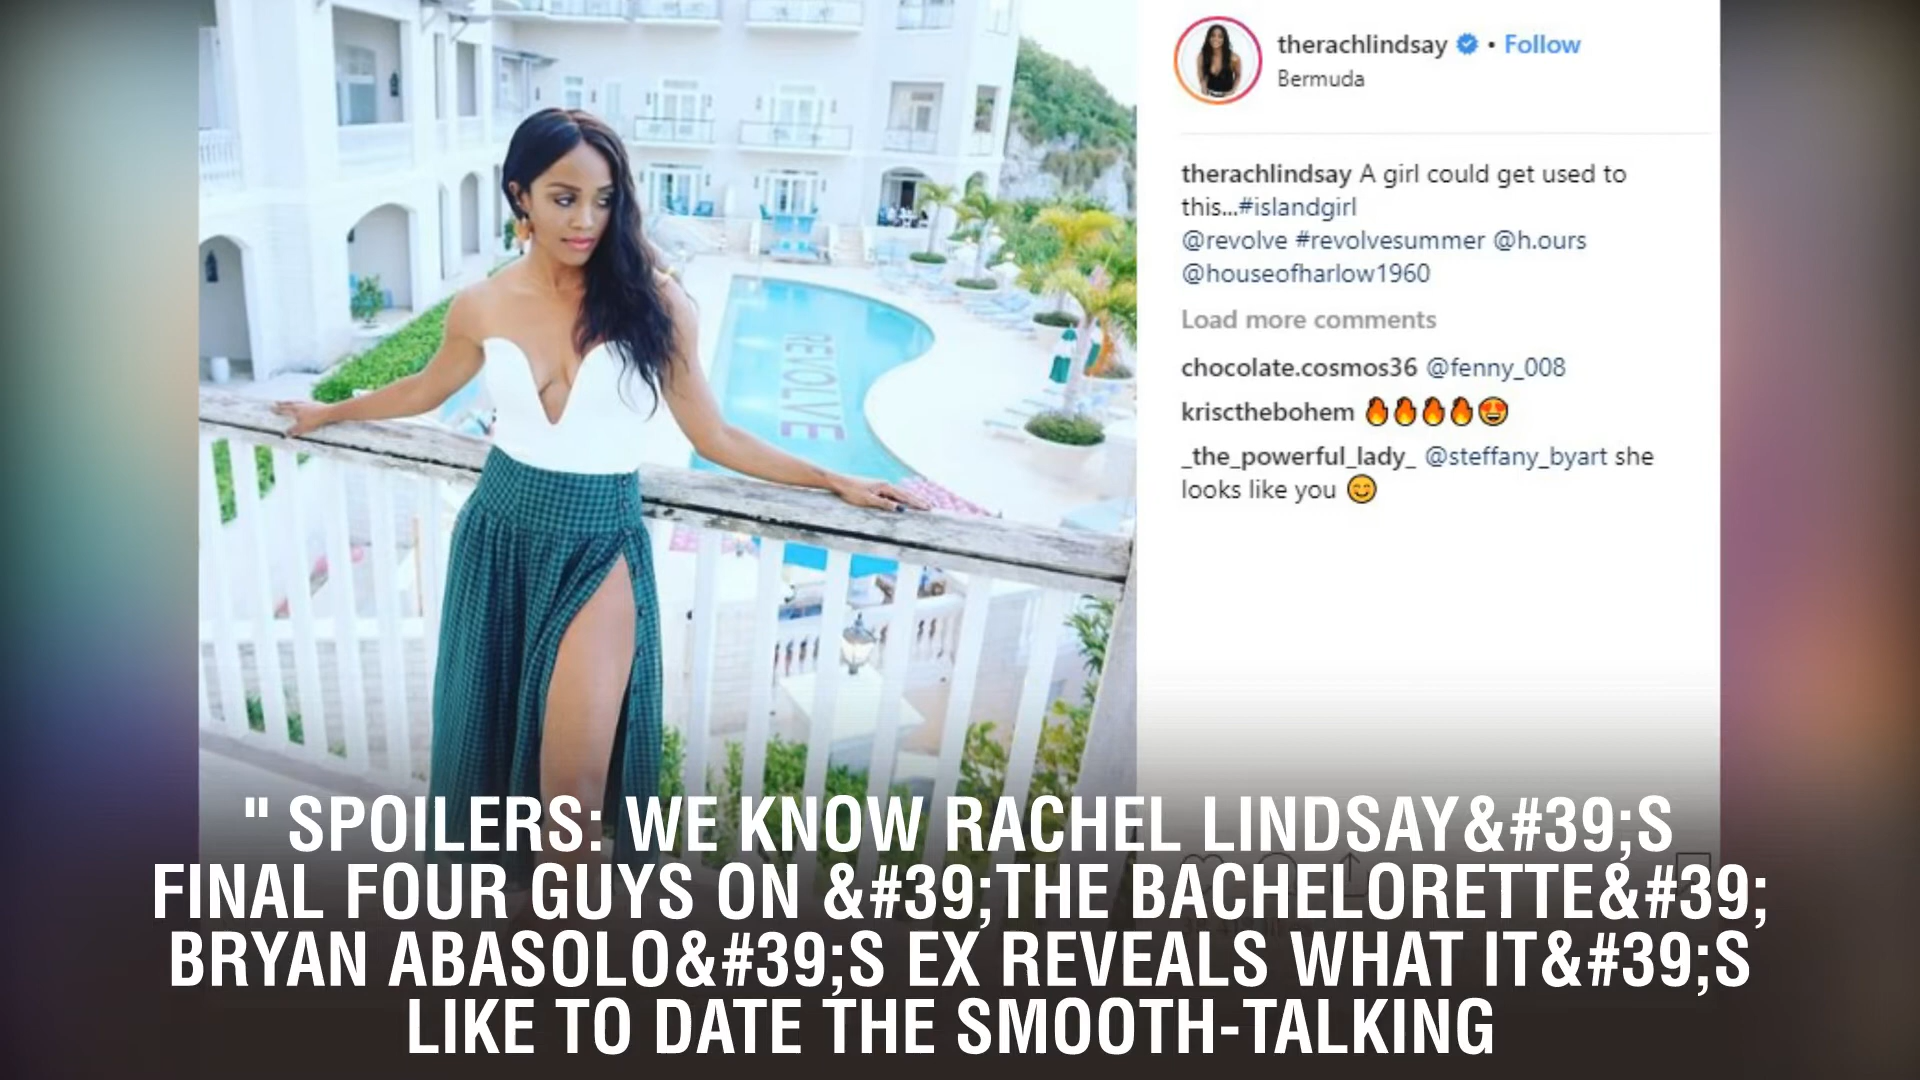 therachlindsay • Follow
Bermuda
therachlindsay A girl could get used to
this...#islandgirl
@revolve #revolvesummer @h.ours
@houseofharlow1960
Load more comments
chocolate.cosmos36 @fenny_008
kriscthebohem 🔥🔥🔥🔥😍
_the_powerful_lady_ @steffany_byart she
looks like you 😊
REVOLVE
" SPOILERS: WE KNOW RACHEL LINDSAY&#39;S
FINAL FOUR GUYS ON &#39;THE BACHELORETTE&#39;
BRYAN ABASOLO&#39;S EX REVEALS WHAT IT&#39;S
LIKE TO DATE THE SMOOTH-TALKING